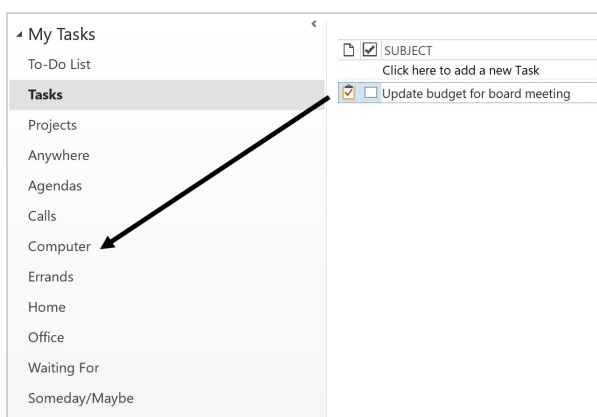 My Tasks
To-Do List
Tasks
Projects
Anywhere
Agendas
Calls
Computer
Errands
Home
Office
Waiting For
Someday/Maybe
SUBJECT
Click here to add a new Task
Update budget for board meeting